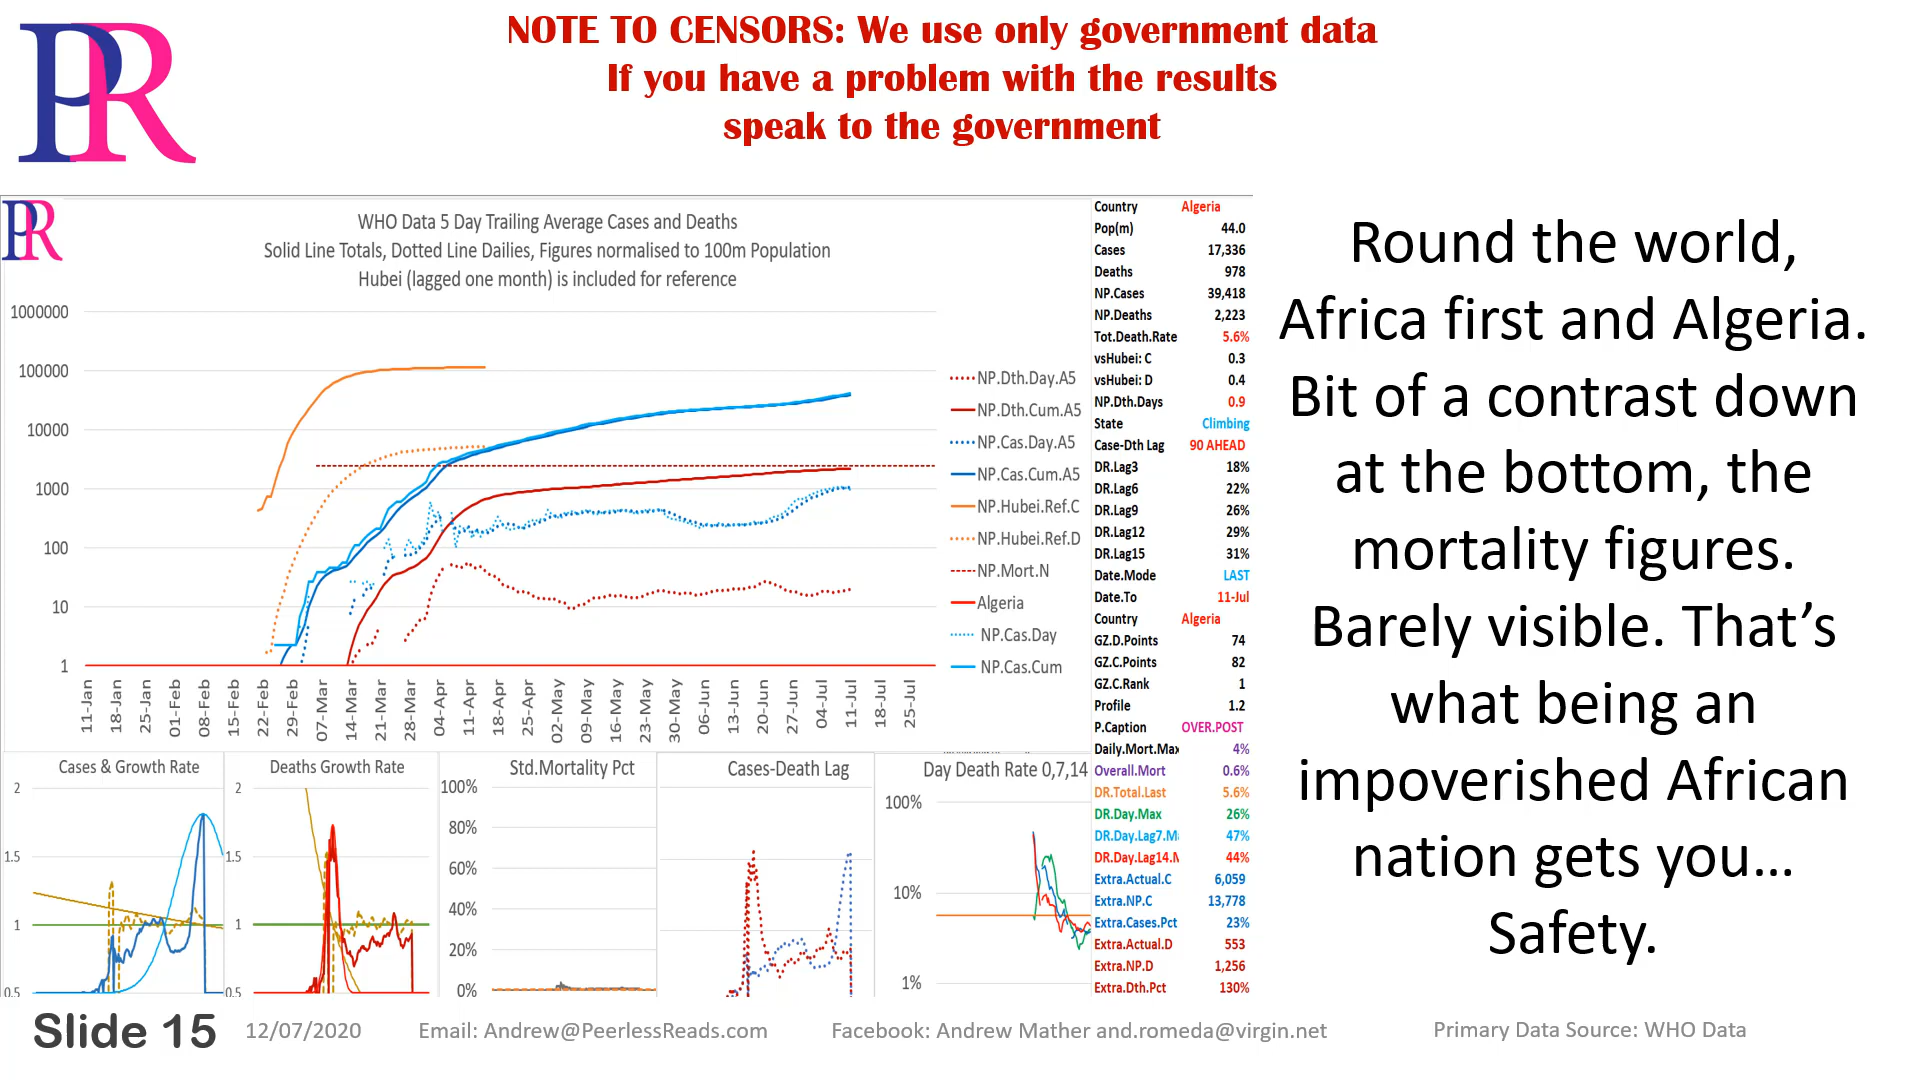 PR
NOTE TO CENSORS: We use only government data
If you have a problem with the results
speak to the government
PR
WHO Data 5 Day Trailing Average Cases and Deaths
Solid Line Totals, Dotted Line Dailies, Figures normalised to 100m Population
Hubei (lagged one month) is included for reference
1000000
100000
10000
1000
100
10
1
11-Jan
18-Jan
25-Jan
01-Feb
08-Feb
15-Feb
22-Feb
29-Feb
07-Mar
14-Mar
21-Mar
28-Mar
04-Apr
11-Apr
18-Apr
25-Apr
02-May
09-May
16-May
23-May
30-May
06-Jun
13-Jun
20-Jun
27-Jun
04-Jul
11-Jul
18-Jul
25-Jul
NP.Dth.Day.A5
NP.Dth.Cum.A5
NP.Cas.Day.A5
NP.Cas.Cum.A5
NP.Hubei.Ref.C
NP.Hubei.Ref.D
NP.Mort.N
Algeria
NP.Cas.Day
NP.Cas.Cum
Country Algeria
Pop(m) 44.0
Cases 17,336
Deaths 978
NP.Cases 39,418
NP.Deaths 2,223
Tot.Death.Rate 5.6%
vsHubei: C 0.3
vsHubei: D 0.4
NP.Dth.Days 0.9
State Climbing
Case-Dth Lag 90 AHEAD
DR.Lag3 18%
DR.Lag6 22%
DR.Lag9 26%
DR.Lag12 29%
DR.Lag15 31%
Date.Mode LAST
Date.To 11-Jul
Country Algeria
GZ.D.Points 74
GZ.C.Points 82
GZ.C.Rank 1
Profile 1.2
P.Caption OVER.POST
Daily.Mort.Max 4%
Overall.Mort 0.6%
DR.Total.Last 5.6%
DR.Day.Max 26%
DR.Day.Lag7.M 47%
DR.Day.Lag14.M 44%
Extra.Actual.C 6,059
Extra.NP.C 13,778
Extra.Cases.Pct 23%
Extra.Actual.D 553
Extra.NP.D 1,256
Extra.Dth.Pct 130%
Round the world,
Africa first and Algeria.
Bit of a contrast down
at the bottom, the
mortality figures.
Barely visible. That’s
what being an
impoverished African
nation gets you…
Safety.
Cases & Growth Rate
2
1.5
1
0.5
Deaths Growth Rate
2
1.5
1
0.5
Std.Mortality Pct
100%
80%
60%
40%
20%
0%
Cases-Death Lag
Day Death Rate 0,7,14
100%
10%
1%
Slide 15
12/07/2020
Email: Andrew@PeerlessReads.com
Facebook: Andrew Mather and.romeda@virgin.net
Primary Data Source: WHO Data